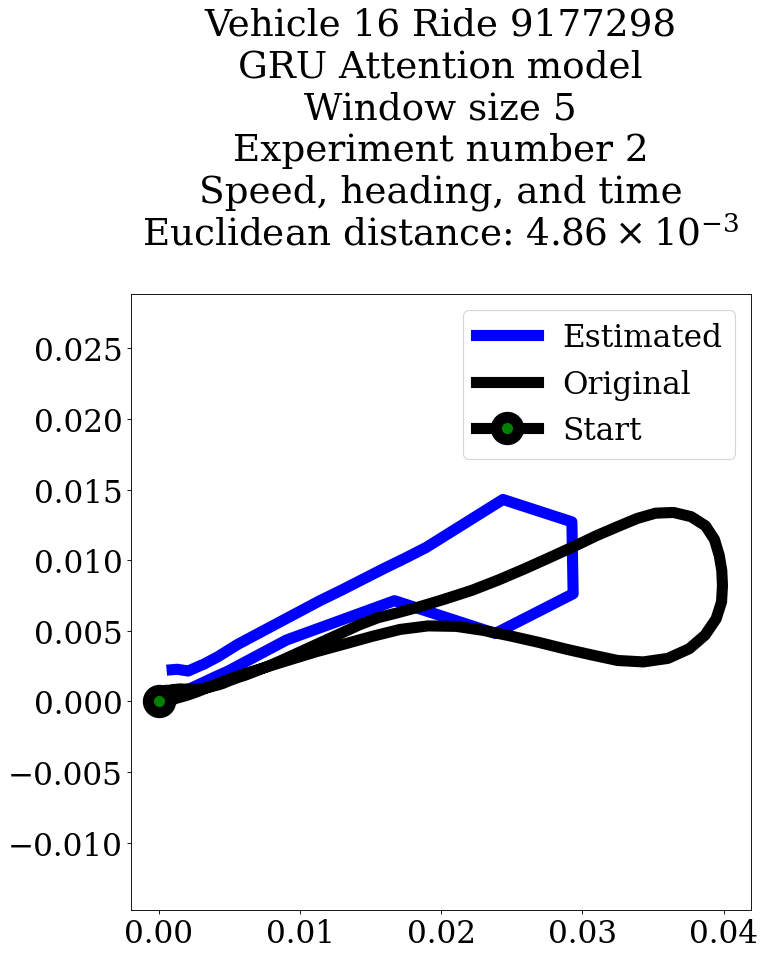 Vehicle 16 Ride 9177298
GRU Attention model
Window size 5
Experiment number 2
Speed, heading, and time
Euclidean distance: 4.86 × 10⁻³
Estimated
Original
Start
0.025
0.020
0.015
0.010
0.005
0.000
−0.005
−0.010
0.00 0.01 0.02 0.03 0.04